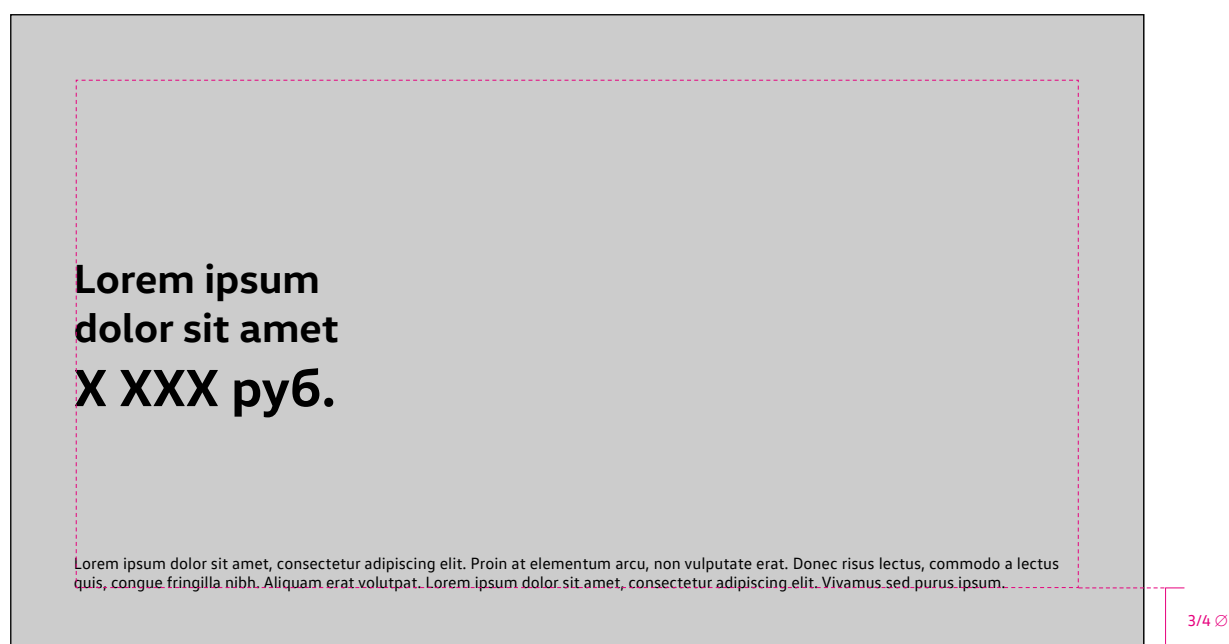 Lorem ipsum
dolor sit amet
X XXX руб.
Lorem ipsum dolor sit amet, consectetur adipiscing elit. Proin at elementum arcu, non vulputate erat. Donec risus lectus, commodo a lectus
quis, congue fringilla nibh. Aliquam erat volutpat. Lorem ipsum dolor sit amet, consectetur adipiscing elit. Vivamus sed purus ipsum.
3/4 ∅